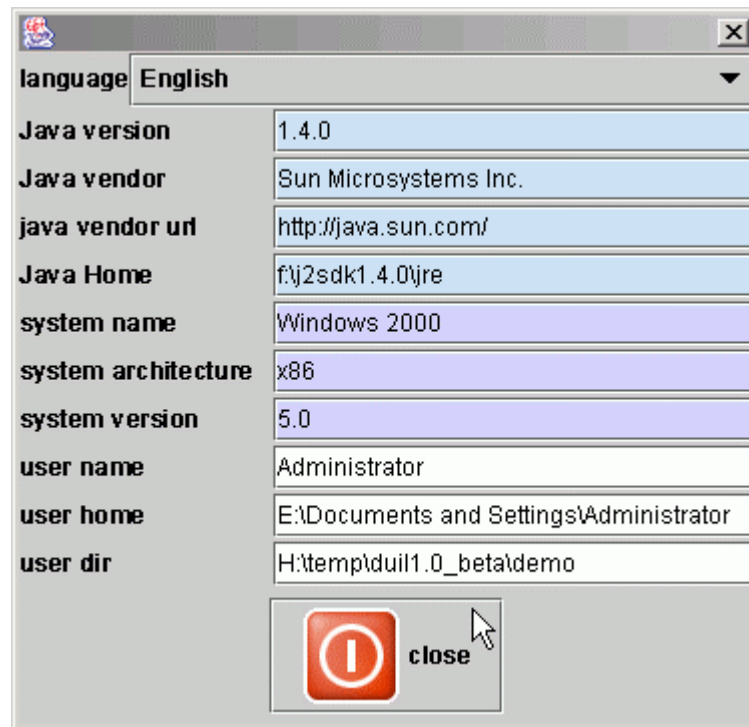 language English
Java version 1.4.0
Java vendor Sun Microsystems Inc.
java vendor url http://java.sun.com/
Java Home f:\j2sdk1.4.0\jre
system name Windows 2000
system architecture x86
system version 5.0
user name Administrator
user home E:\Documents and Settings\Administrator
user dir H:\temp\duil1.0_beta\demo
close